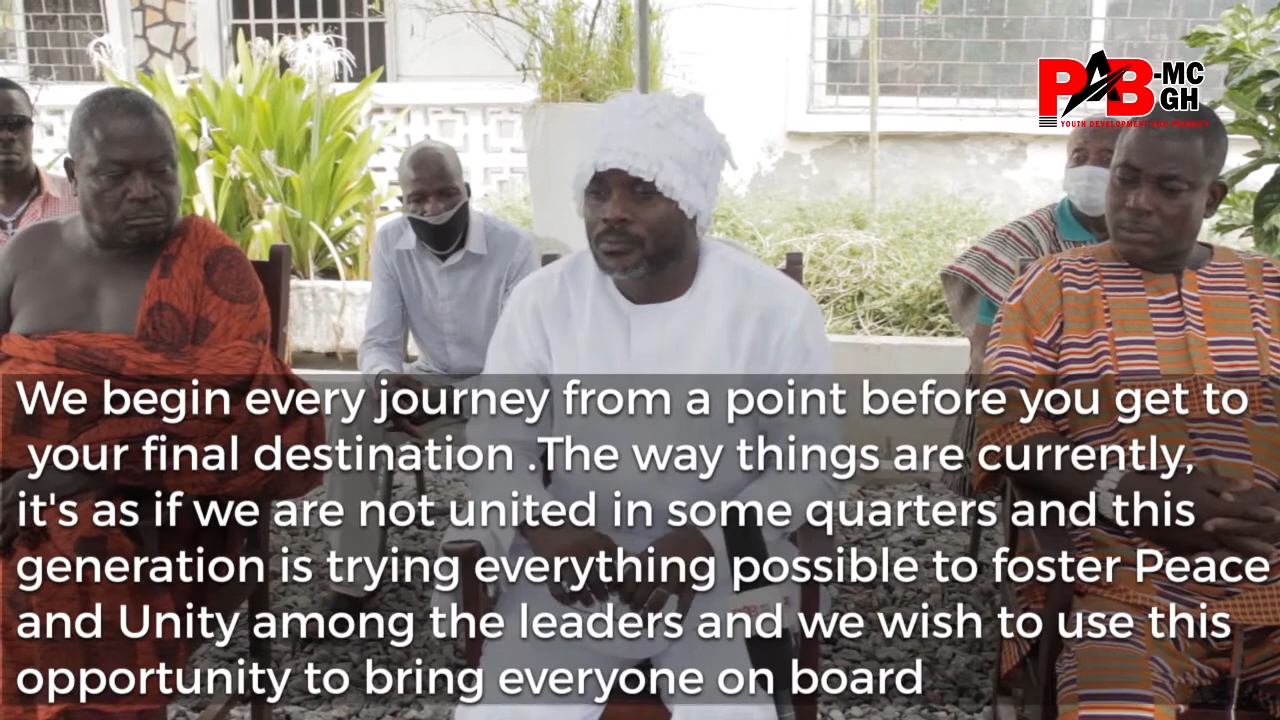 PAB-MC
GH
YOUTH DEVELOPMENT
We begin every journey from a point before you get to
your final destination .The way things are currently,
it's as if we are not united in some quarters and this
generation is trying everything possible to foster Peace
and Unity among the leaders and we wish to use this
opportunity to bring everyone on board